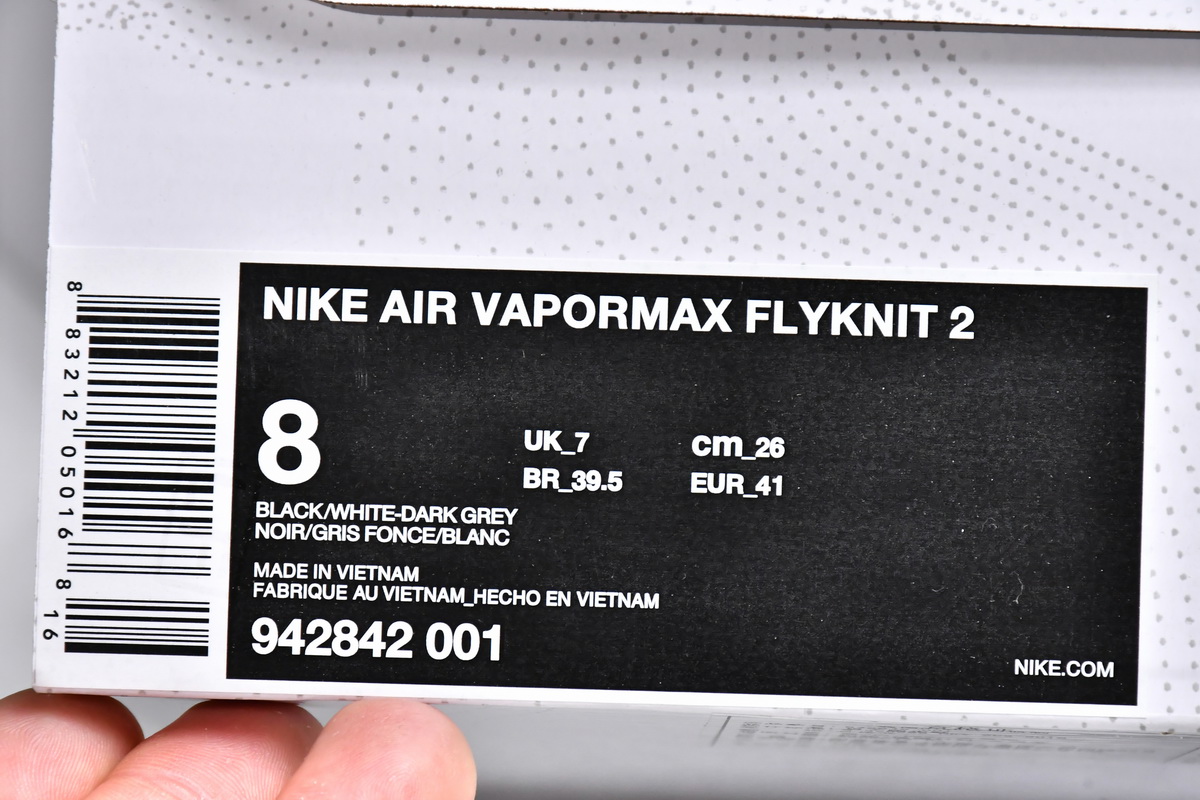 NIKE AIR VAPORMAX FLYKNIT 2
8
UK_7 cm_26
BR_39.5 EUR_41
BLACK/WHITE-DARK GREY
NOIR/GRIS FONCE/BLANC
MADE IN VIETNAM
FABRIQUE AU VIETNAM_HECHO EN VIETNAM
942842 001
NIKE.COM
8 83212 05016 8 16